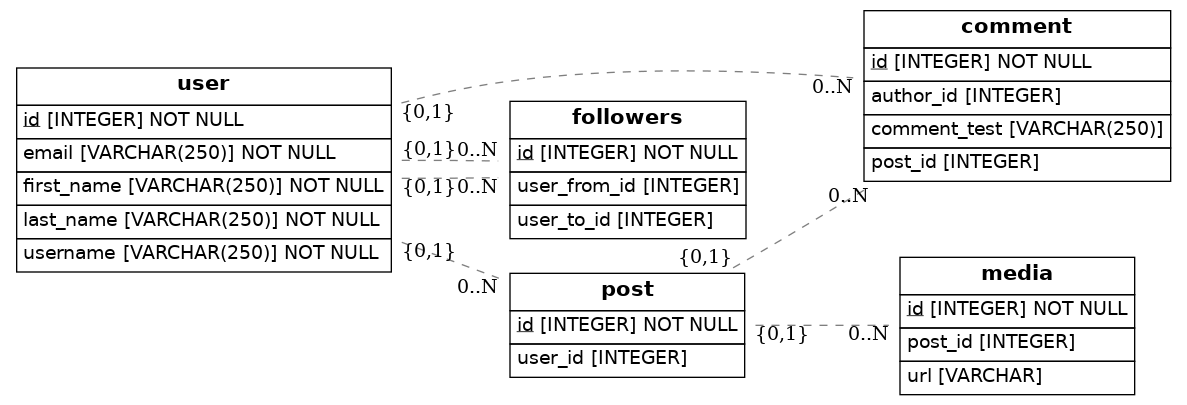 user
id [INTEGER] NOT NULL
email [VARCHAR(250)] NOT NULL
first_name [VARCHAR(250)] NOT NULL
last_name [VARCHAR(250)] NOT NULL
username [VARCHAR(250)] NOT NULL
{0,1}
{0,1}
0..N
{0,1}
0..N
{0,1}
0..N
followers
id [INTEGER] NOT NULL
user_from_id [INTEGER]
user_to_id [INTEGER]
post
id [INTEGER] NOT NULL
user_id [INTEGER]
{0,1}
0..N
0..N
{0,1}
0..N
comment
id [INTEGER] NOT NULL
author_id [INTEGER]
comment_test [VARCHAR(250)]
post_id [INTEGER]
media
id [INTEGER] NOT NULL
post_id [INTEGER]
url [VARCHAR]